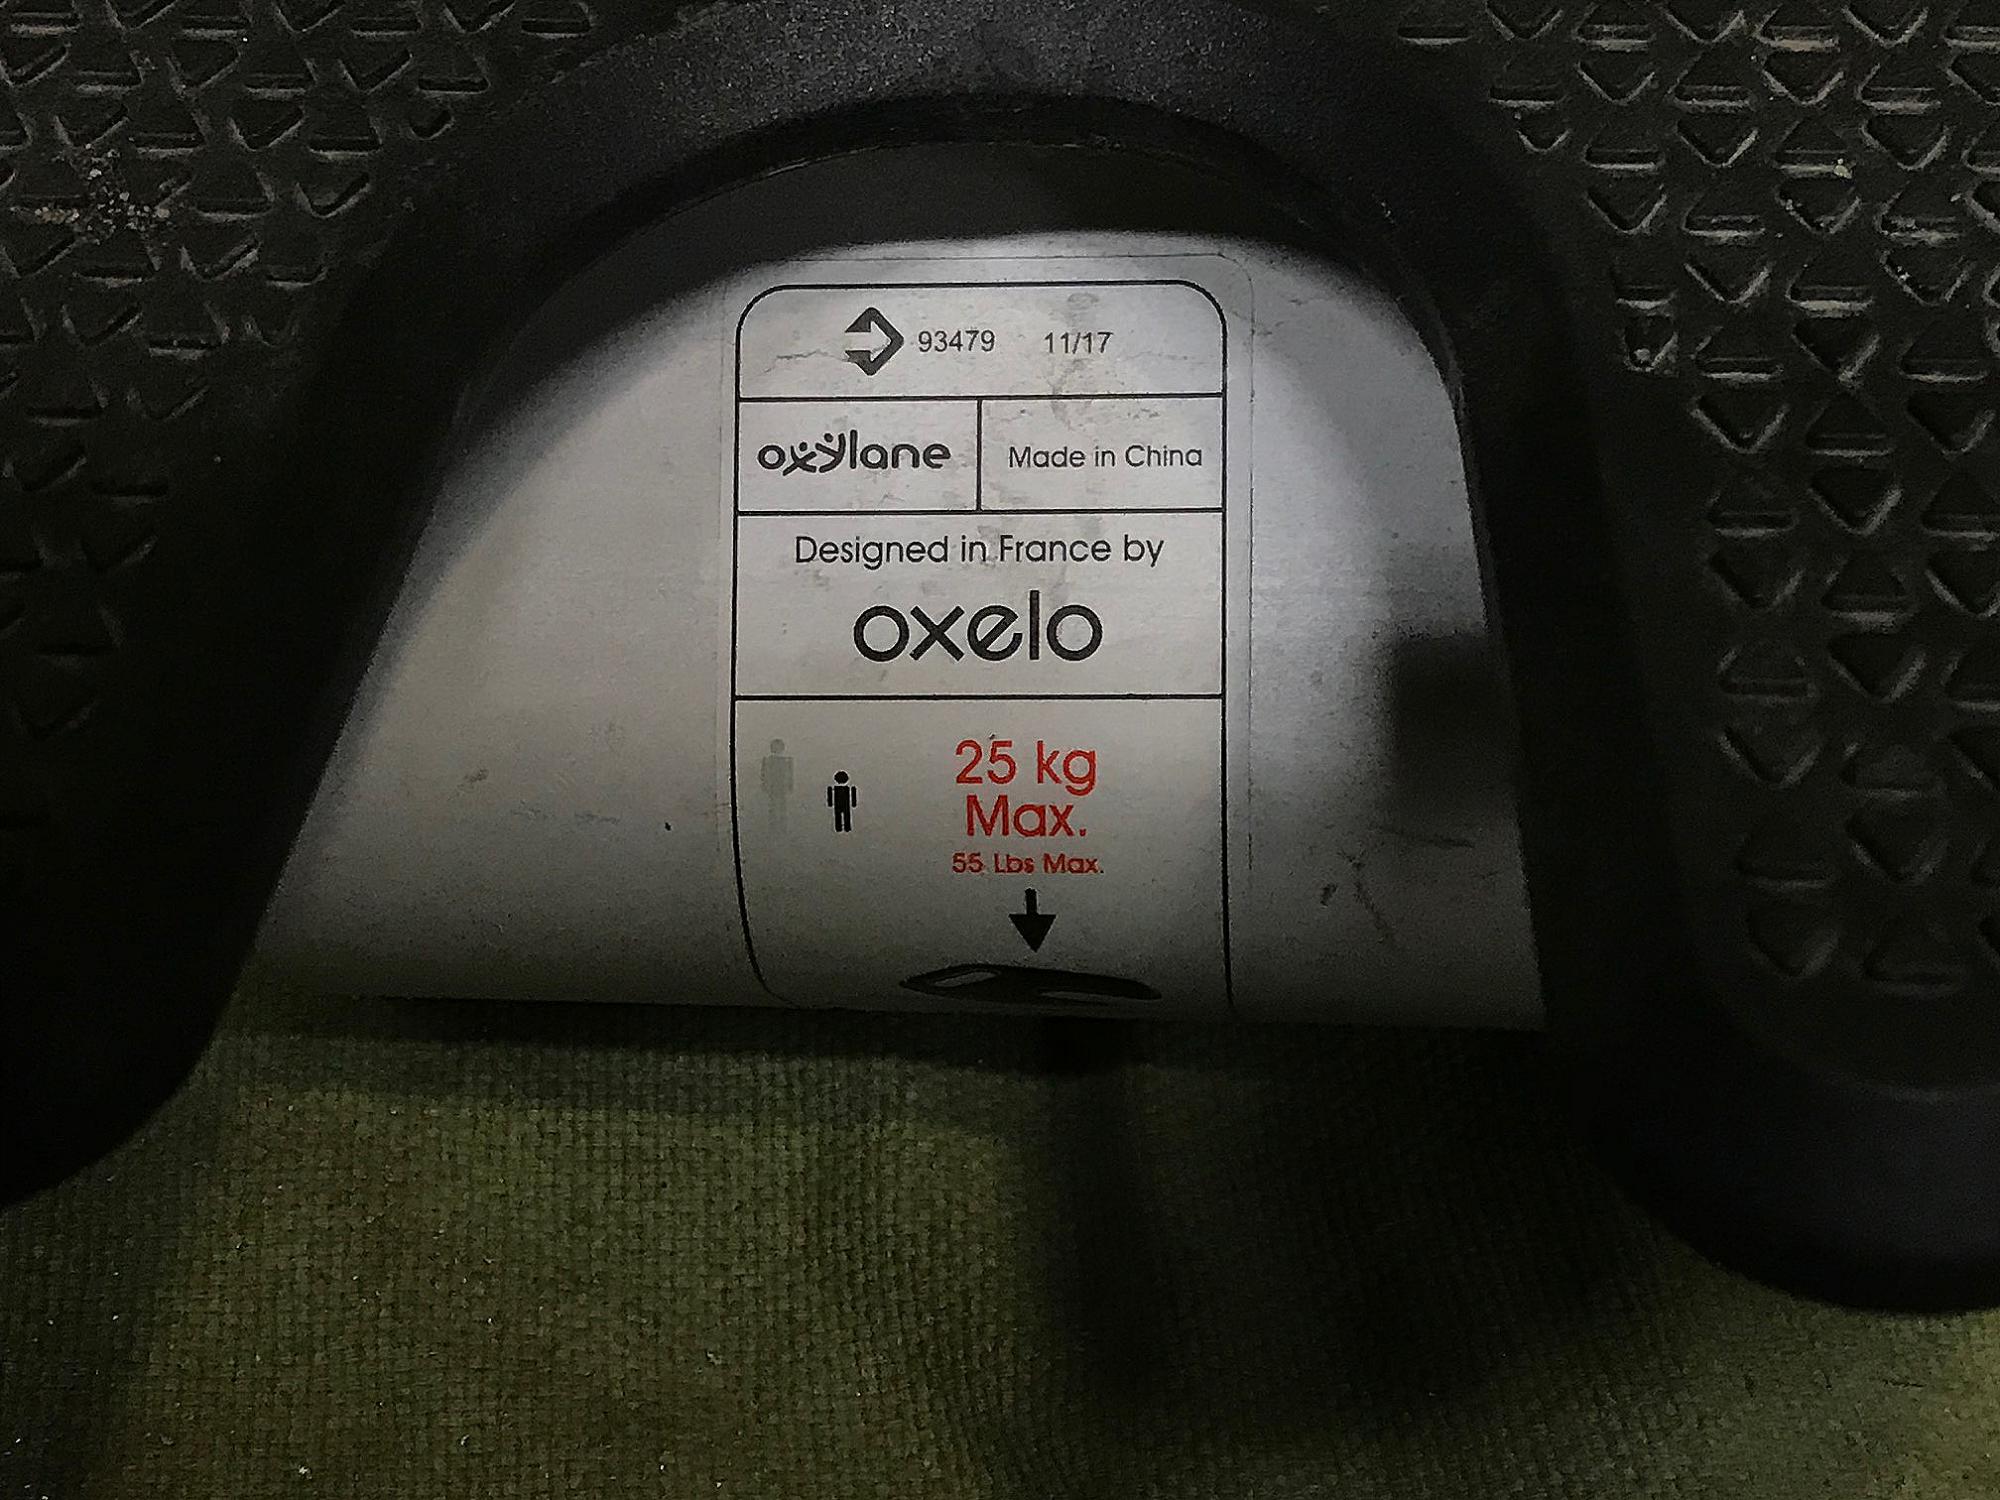 93479 11/17
oxylane Made in China
Designed in France by
oxelo
25 kg
Max.
55 Lbs Max.